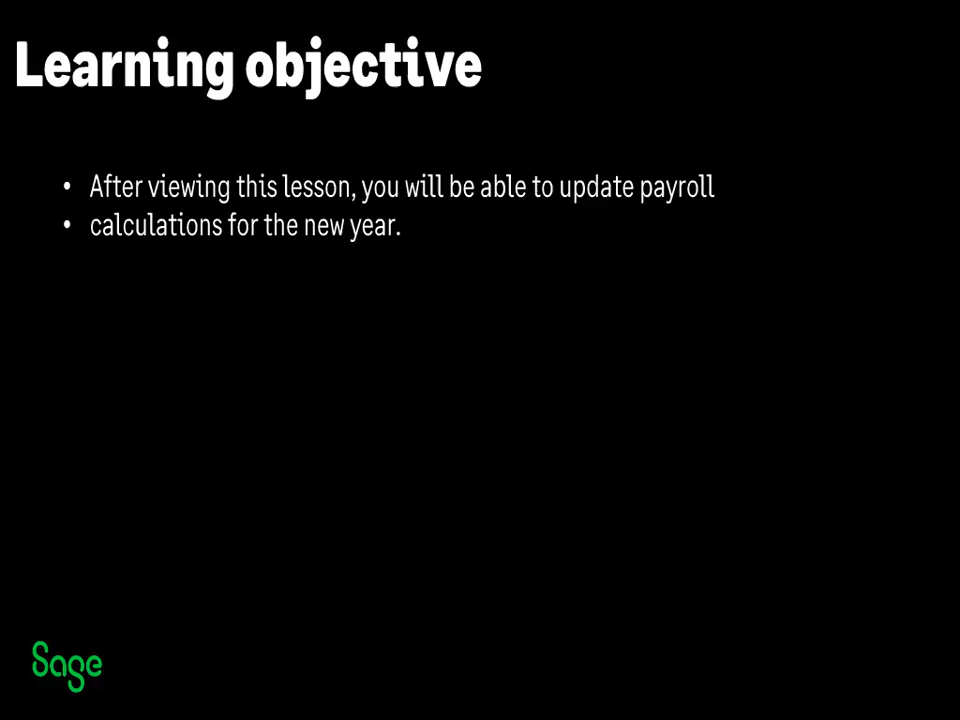 Learning objective
• After viewing this lesson, you will be able to update payroll
• calculations for the new year.
Sage